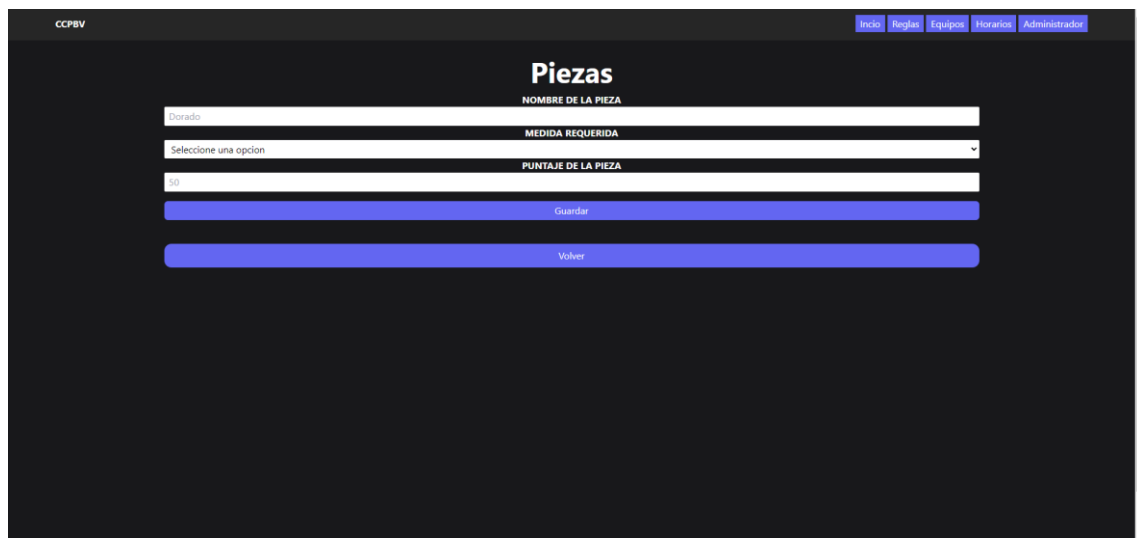 CCPBV Incio Reglas Equipos Horarios Administrador
Piezas
NOMBRE DE LA PIEZA
Dorado
MEDIDA REQUERIDA
Seleccione una opcion
PUNTAJE DE LA PIEZA
50
Guardar
Volver